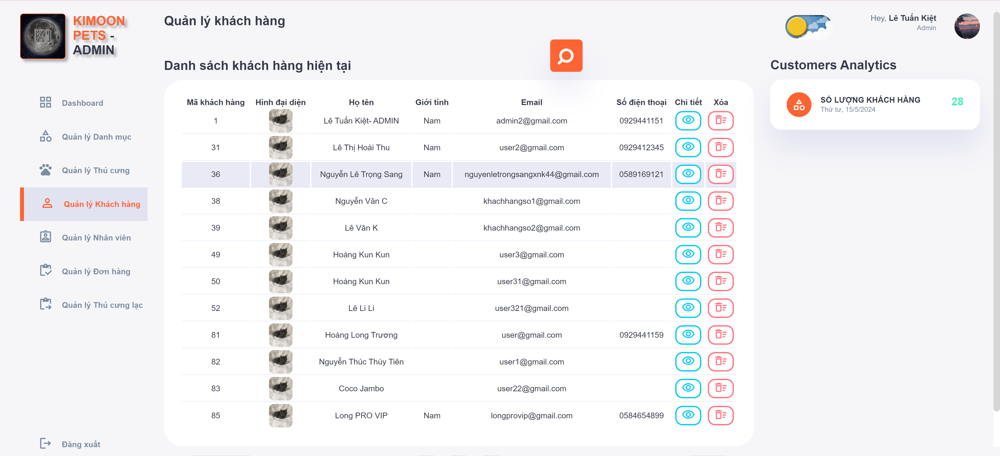 KIMOON
PETS -
ADMIN
KI
Quản lý khách hàng
Hey, Lê Tuấn Kiệt
Admin
Dashboard
Quản lý Danh mục
Quản lý Thú cưng
Quản lý Khách hàng
Quản lý Nhân viên
Quản lý Đơn hàng
Quản lý Thú cưng lạc
Đăng xuất
Danh sách khách hàng hiện tại
Mã khách hàng Hình đại diện Họ tên Giới tính Email Số điện thoại Chi tiết Xóa
1 Lê Tuấn Kiệt- ADMIN Nam admin2@gmail.com 0929441151
31 Lê Thị Hoài Thu Nam user2@gmail.com 0929412345
36 Nguyễn Lê Trọng Sang Nam nguyenletrongsangxnk44@gmail.com 0589169121
38 Nguyễn Văn C khachhangso1@gmail.com
39 Lê Văn K khachhangso2@gmail.com
49 Hoàng Kun Kun user3@gmail.com
50 Hoàng Kun Kun user31@gmail.com
52 Lê Li Li user321@gmail.com
81 Hoàng Long Trương user@gmail.com 0929441159
82 Nguyễn Thúc Thùy Tiên user1@gmail.com
83 Coco Jambo user22@gmail.com
85 Long PRO VIP Nam longprovip@gmail.com 0584654899
Customers Analytics
SỐ LƯỢNG KHÁCH HÀNG 28
Thứ tư, 15/5/2024